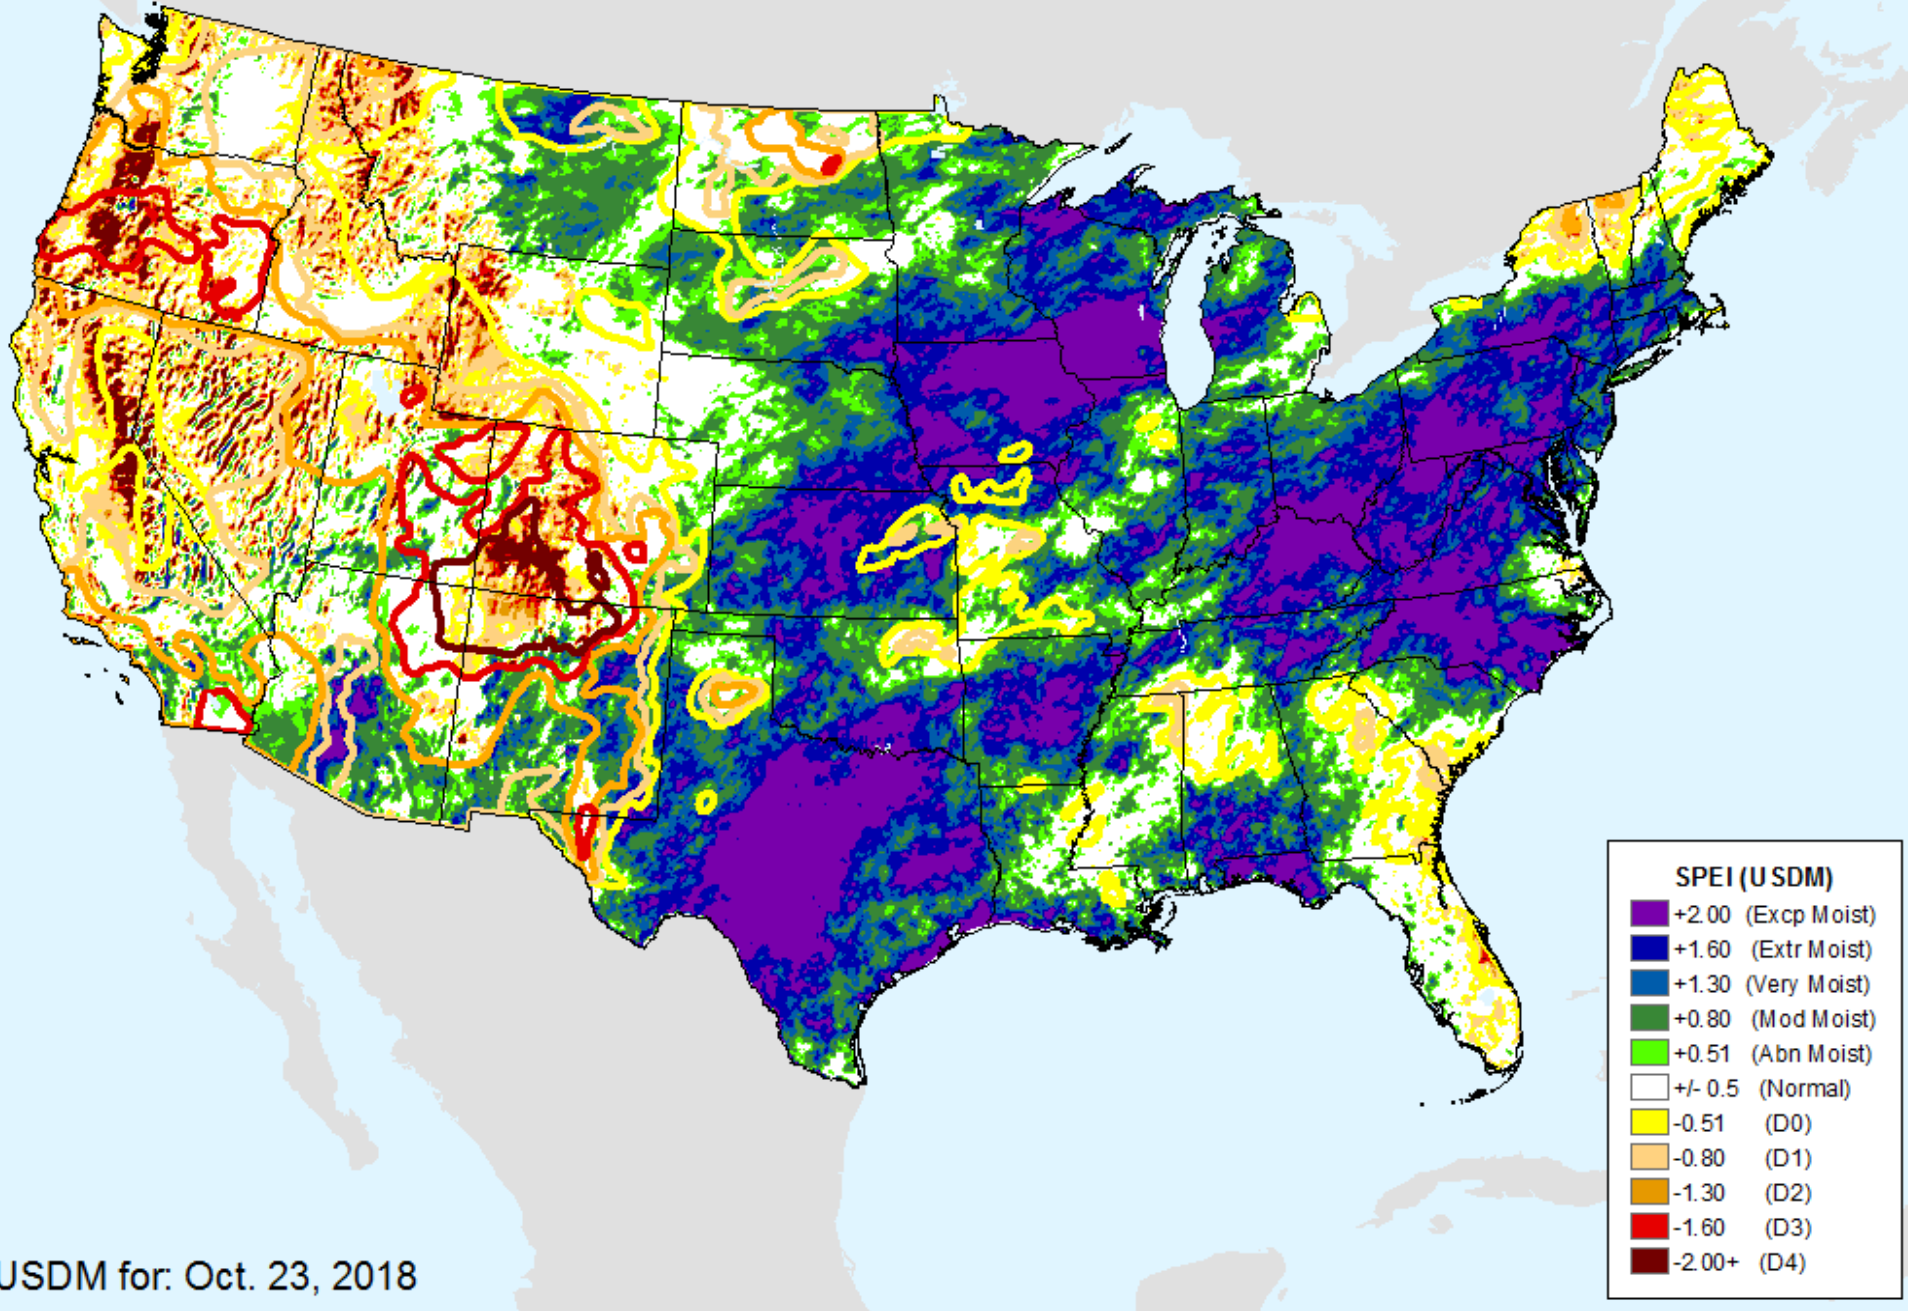 SPEI (USDM)
+2.00 (Excp Moist)
+1.60 (Extr Moist)
+1.30 (Very Moist)
+0.80 (Mod Moist)
+0.51 (Abn Moist)
+/- 0.5 (Normal)
-0.51 (D0)
-0.80 (D1)
-1.30 (D2)
-1.60 (D3)
-2.00+ (D4)
USDM for: Oct. 23, 2018